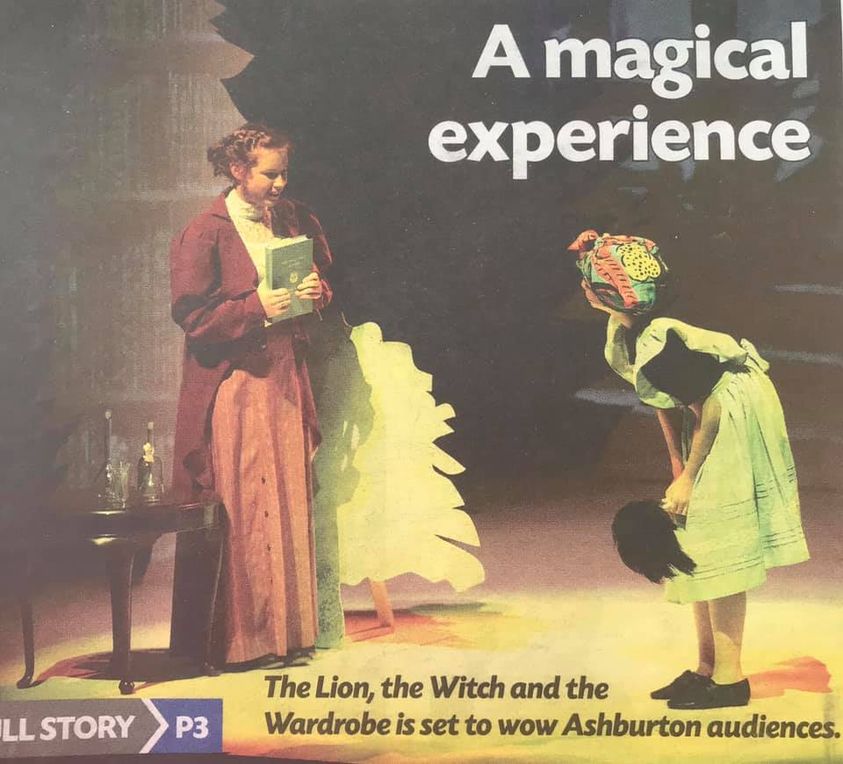 A magical
experience
The Lion, the Witch and the
Wardrobe is set to wow Ashburton audiences.
LL STORY P3